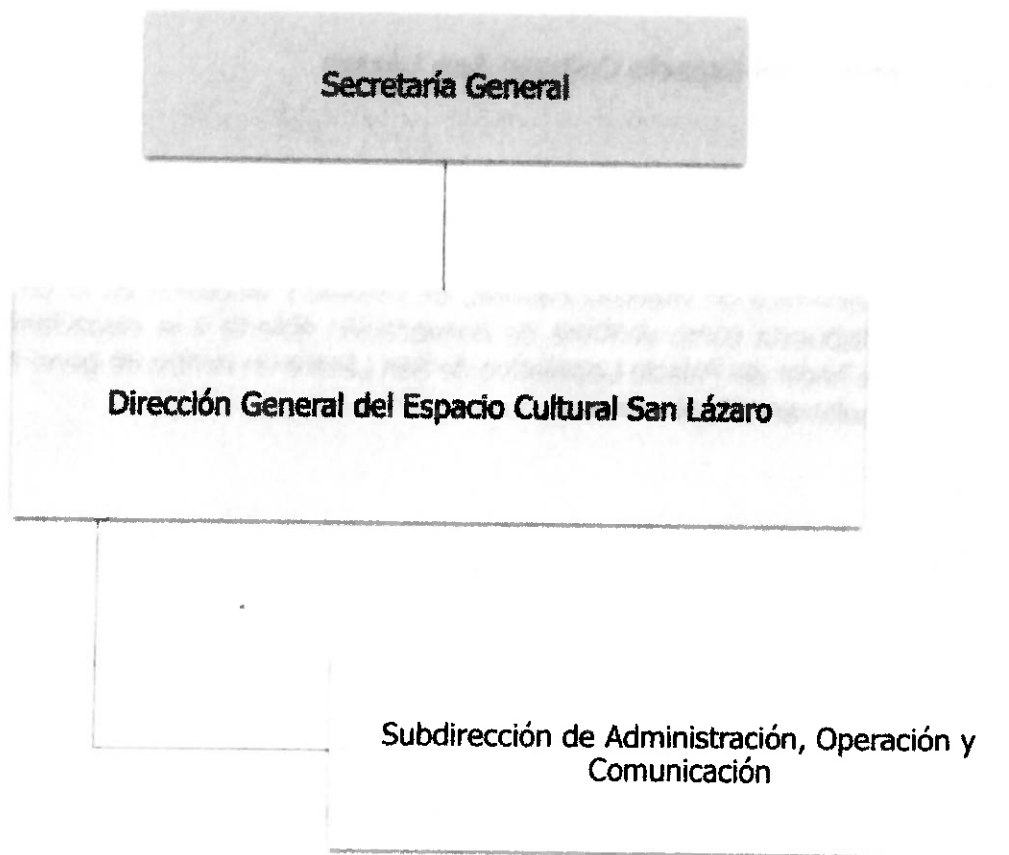 Secretaría General
Dirección General del Espacio Cultural San Lázaro
Subdirección de Administración, Operación y
Comunicación